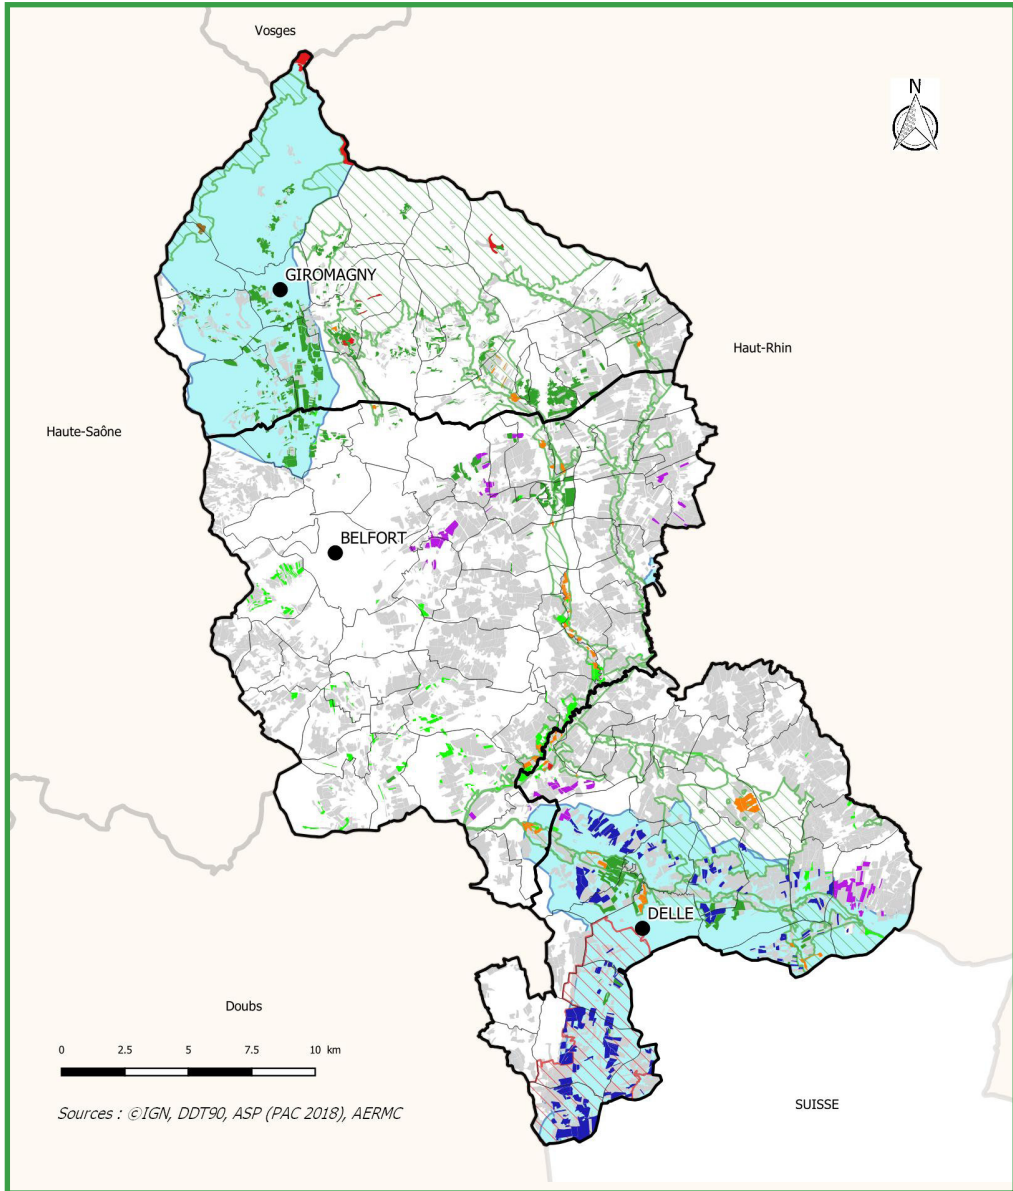 Vosges
N
GIROMAGNY
Haut-Rhin
Haute-Saône
BELFORT
DELLE
Doubs
0 2.5 5 7.5 10 km
SUISSE
Sources : ©IGN, DDT90, ASP (PAC 2018), AERMC